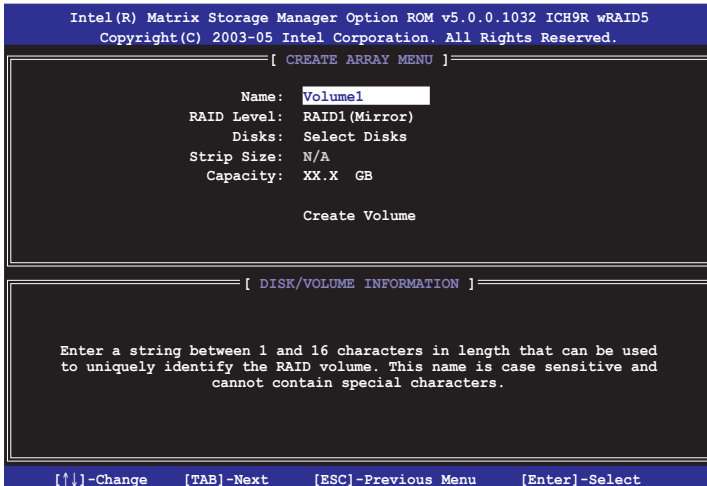 Intel(R) Matrix Storage Manager Option ROM v5.0.0.1032 ICH9R wRAID5
Copyright(C) 2003-05 Intel Corporation. All Rights Reserved.
[ CREATE ARRAY MENU ]
Name: Volume1
RAID Level: RAID1(Mirror)
Disks: Select Disks
Strip Size: N/A
Capacity: XX.X GB
Create Volume
[ DISK/VOLUME INFORMATION ]
Enter a string between 1 and 16 characters in length that can be used
to uniquely identify the RAID volume. This name is case sensitive and
cannot contain special characters.
[↑↓]-Change [TAB]-Next [ESC]-Previous Menu [Enter]-Select